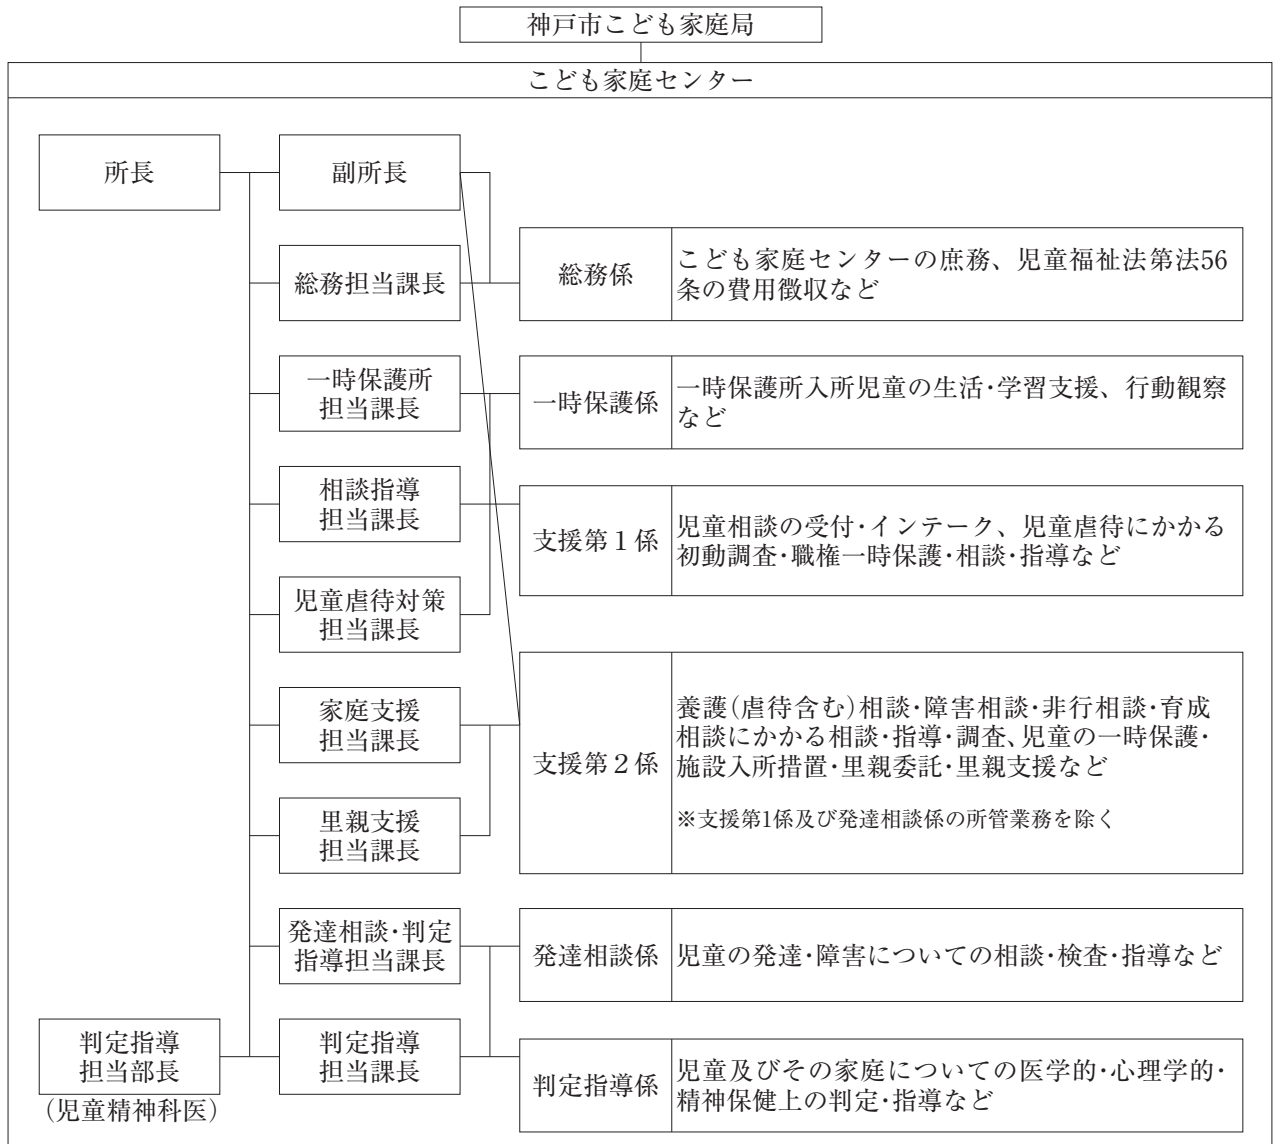 神戸市こども家庭局
こども家庭センター
所長
副所長
総務担当課長
総務係
こども家庭センターの庶務、児童福祉法第法56
条の費用徴収など
一時保護所
担当課長
一時保護係
一時保護所入所児童の生活・学習支援、行動観察
など
相談指導
担当課長
支援第1係
児童相談の受付・インテーク、児童虐待にかかる
初動調査・職権一時保護・相談・指導など
児童虐待対策
担当課長
家庭支援
担当課長
支援第2係
養護(虐待含む)相談・障害相談・非行相談・育成
相談にかかる相談・指導・調査、児童の一時保護・
施設入所措置・里親委託・里親支援など
※支援第1係及び発達相談係の所管業務を除く
里親支援
担当課長
発達相談・判定
指導担当課長
発達相談係
児童の発達・障害についての相談・検査・指導など
判定指導
担当部長
(児童精神科医)
判定指導
担当課長
判定指導係
児童及びその家庭についての医学的・心理学的・
精神保健上の判定・指導など